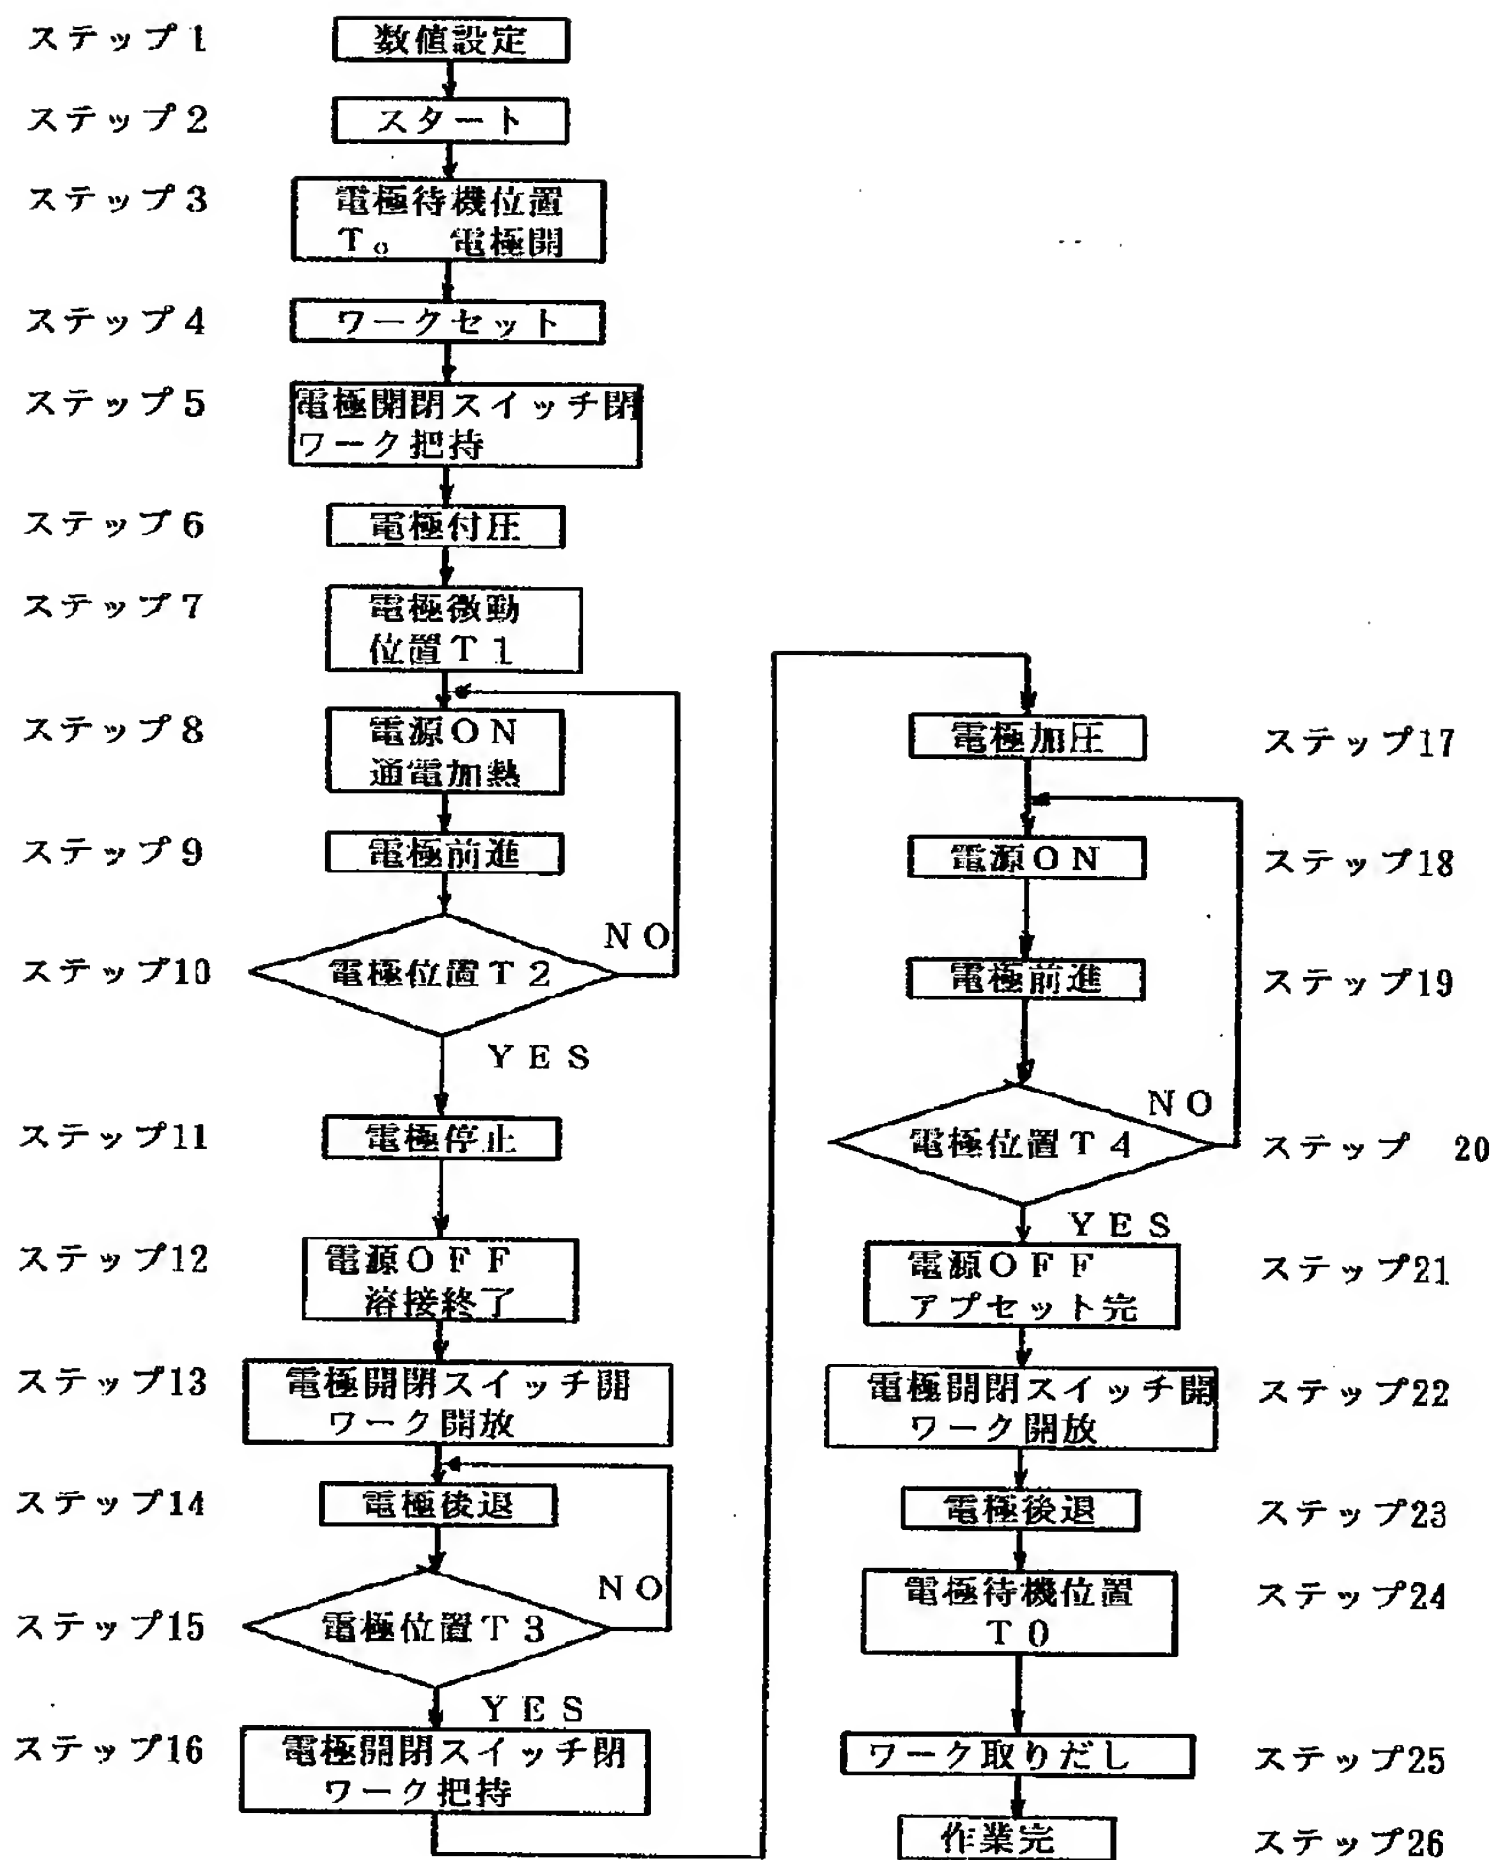 ステップ1 数値設定
ステップ2 スタート
ステップ3 電極待機位置
T₀ 電極開
ステップ4 ワークセット
ステップ5 電極開閉スイッチ閉
ワーク把持
ステップ6 電極付圧
ステップ7 電極微動
位置T1
ステップ8 電源ON
通電加熱
ステップ9 電極前進
NO
ステップ10 電極位置T2
YES
ステップ11 電極停止
ステップ12 電源OFF
溶接終了
ステップ13 電極開閉スイッチ開
ワーク開放
ステップ14 電極後退
NO
ステップ15 電極位置T3
YES
ステップ16 電極開閉スイッチ閉
ワーク把持
電極加圧 ステップ17
電源ON ステップ18
電極前進 ステップ19
NO
電極位置T4 ステップ 20
YES
電源OFF ステップ21
アプセット完
電極開閉スイッチ開 ステップ22
ワーク開放
電極後退 ステップ23
電極待機位置 ステップ24
T0
ワーク取りだし ステップ25
作業完 ステップ26